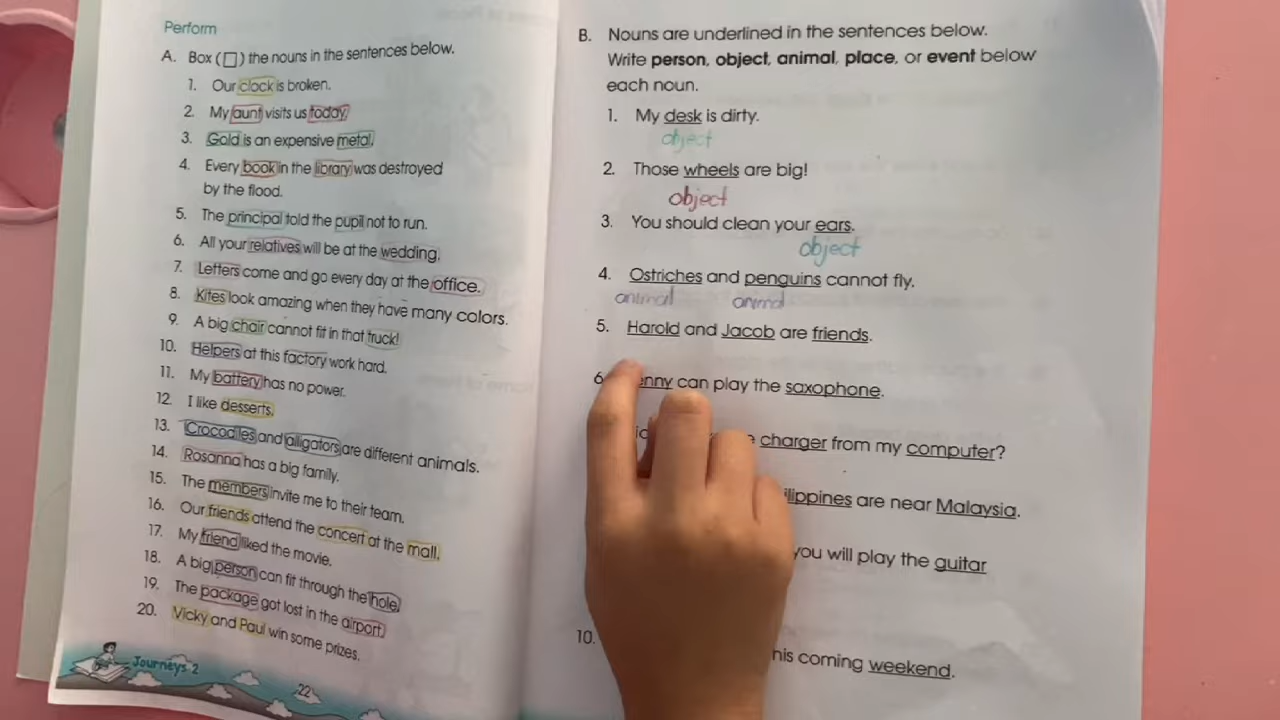 Perform
A. Box (□) the nouns in the sentences below.
1. Our clock is broken.
2. My aunt visits us today.
3. Gold is an expensive metal.
4. Every book in the library was destroyed
by the flood.
5. The principal told the pupil not to run.
6. All your relatives will be at the wedding.
7. Letters come and go every day at the office.
8. Kites look amazing when they have many colors.
9. A big chair cannot fit in that truck!
10. Helpers at this factory work hard.
11. My battery has no power.
12. I like desserts.
13. Crocodiles and alligators are different animals.
14. Rosanna has a big family.
15. The members invite me to their team.
16. Our friends attend the concert at the mall.
17. My friend liked the movie.
18. A big person can fit through the hole.
19. The package got lost in the airport.
20. Vicky and Paul win some prizes.
Journeys 2
22
B. Nouns are underlined in the sentences below.
Write person, object, animal, place, or event below
each noun.
1. My desk is dirty.
object
2. Those wheels are big!
object
3. You should clean your ears.
object
4. Ostriches and penguins cannot fly.
animal animal
5. Harold and Jacob are friends.
6 can play the saxophone.
charger from my computer?
are near Malaysia.
you will play the guitar
10. coming weekend.